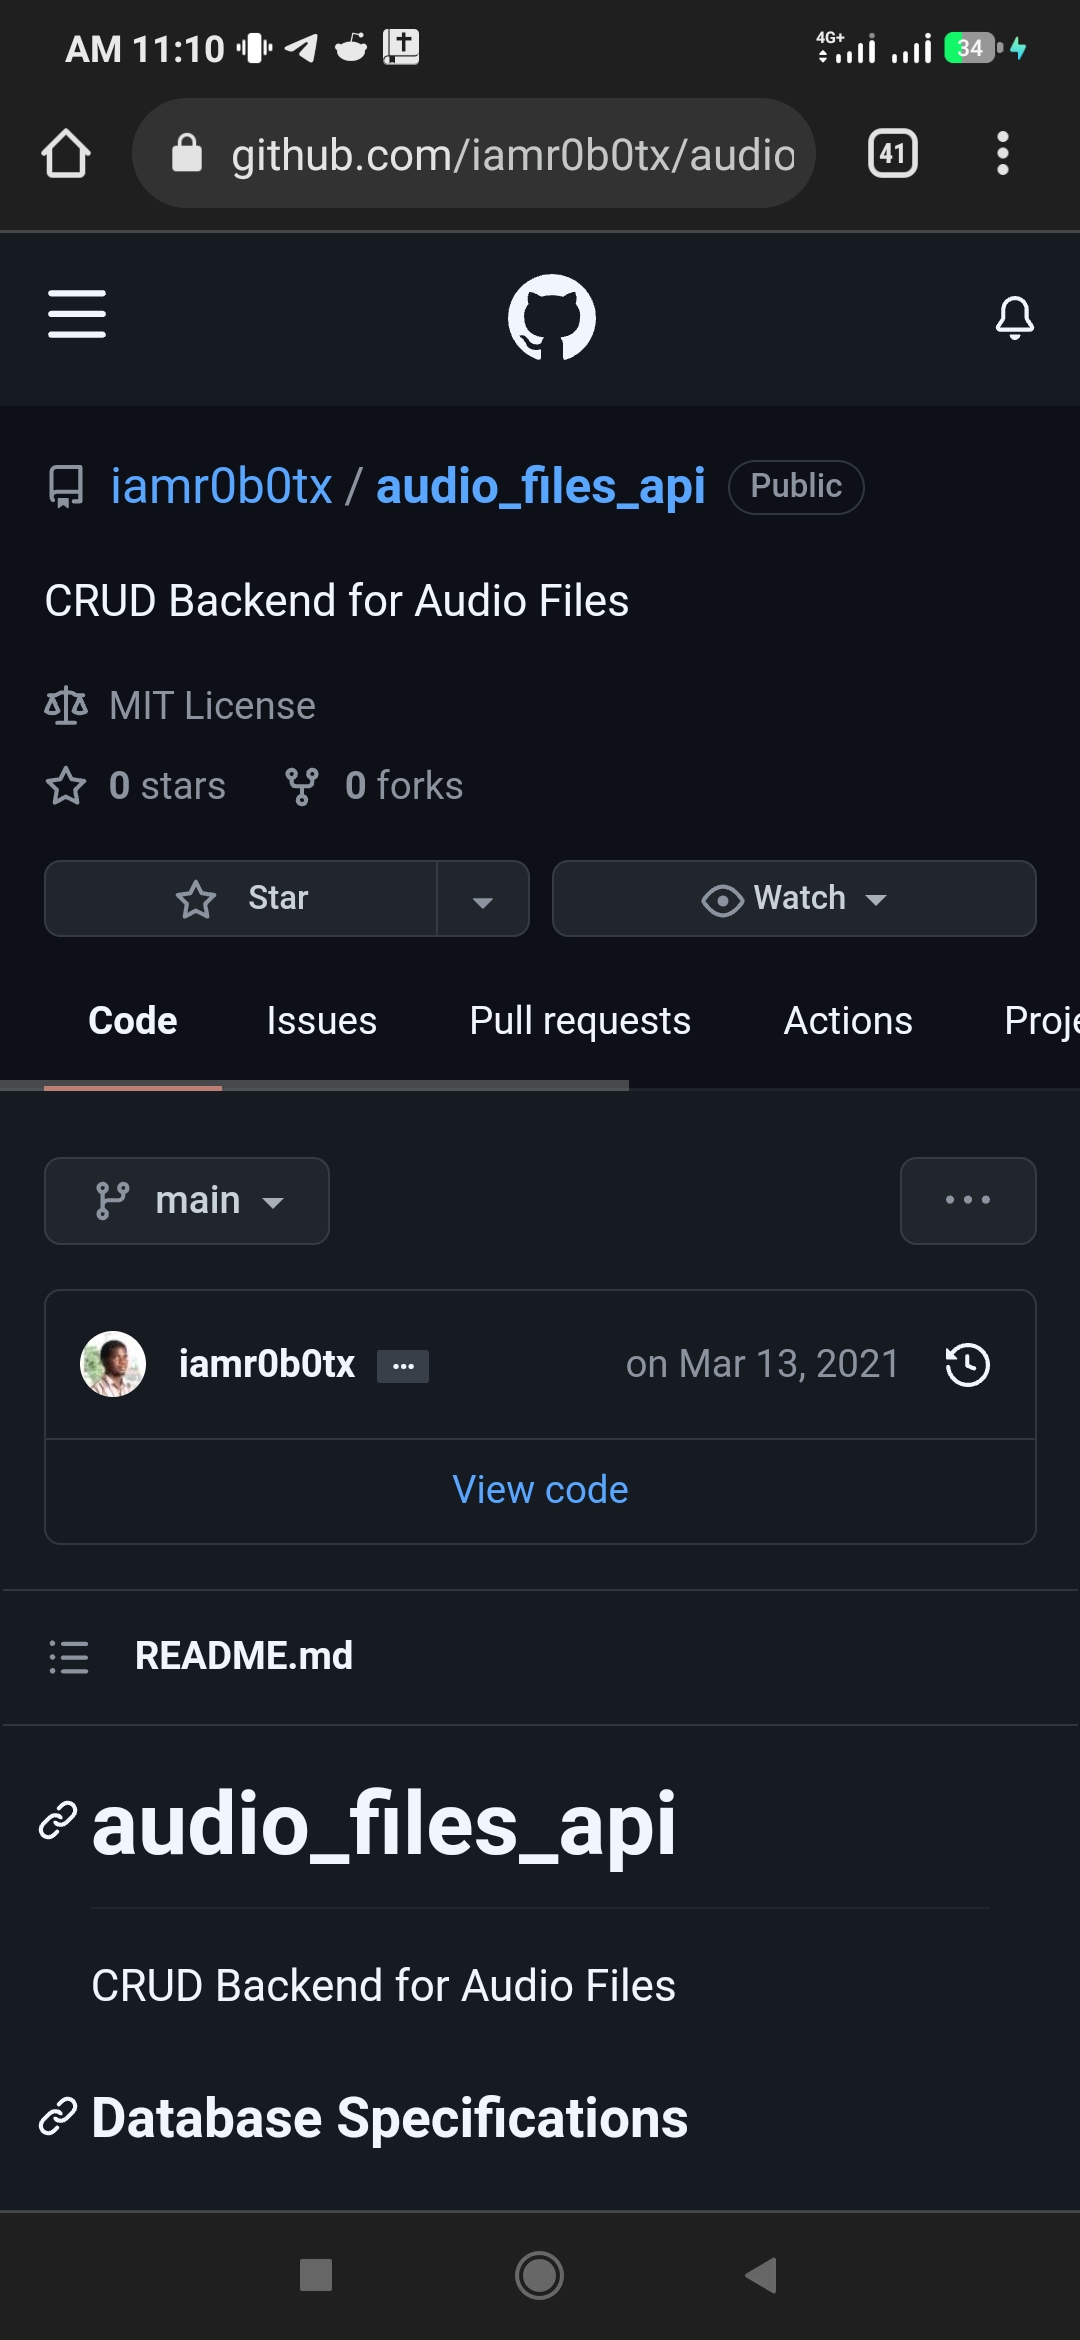 AM 11:10
4G+
34
github.com/iamr0b0tx/audio
41
iamr0b0tx / audio_files_api Public
CRUD Backend for Audio Files
MIT License
0 stars 0 forks
Star Watch
Code Issues Pull requests Actions Proje
main
iamr0b0tx on Mar 13, 2021
View code
README.md
audio_files_api
CRUD Backend for Audio Files
Database Specifications